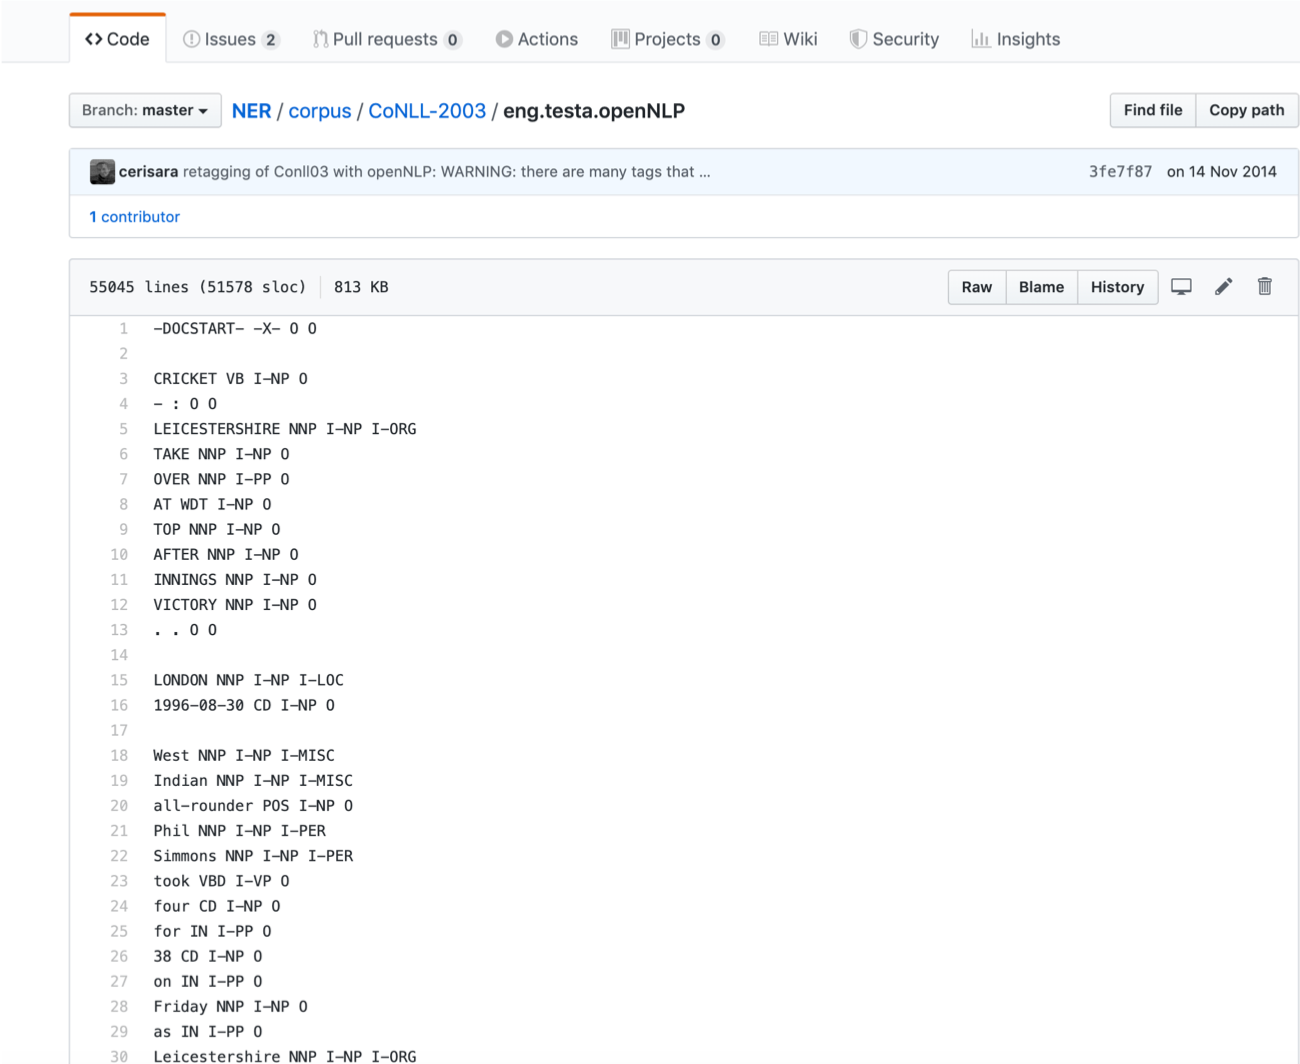 Code Issues 2 Pull requests 0 Actions Projects 0 Wiki Security Insights
Branch: master NER / corpus / CoNLL-2003 / eng.testa.openNLP Find file Copy path
cerisara retagging of Conll03 with openNLP: WARNING: there are many tags that ... 3fe7f87 on 14 Nov 2014
1 contributor
55045 lines (51578 sloc) 813 KB Raw Blame History
1 -DOCSTART- -X- O O
2
3 CRICKET VB I-NP O
4 - : O O
5 LEICESTERSHIRE NNP I-NP I-ORG
6 TAKE NNP I-NP O
7 OVER NNP I-PP O
8 AT WDT I-NP O
9 TOP NNP I-NP O
10 AFTER NNP I-NP O
11 INNINGS NNP I-NP O
12 VICTORY NNP I-NP O
13 . . O O
14
15 LONDON NNP I-NP I-LOC
16 1996-08-30 CD I-NP O
17
18 West NNP I-NP I-MISC
19 Indian NNP I-NP I-MISC
20 all-rounder POS I-NP O
21 Phil NNP I-NP I-PER
22 Simmons NNP I-NP I-PER
23 took VBD I-VP O
24 four CD I-NP O
25 for IN I-PP O
26 38 CD I-NP O
27 on IN I-PP O
28 Friday NNP I-NP O
29 as IN I-PP O
30 Leicestershire NNP I-NP I-ORG